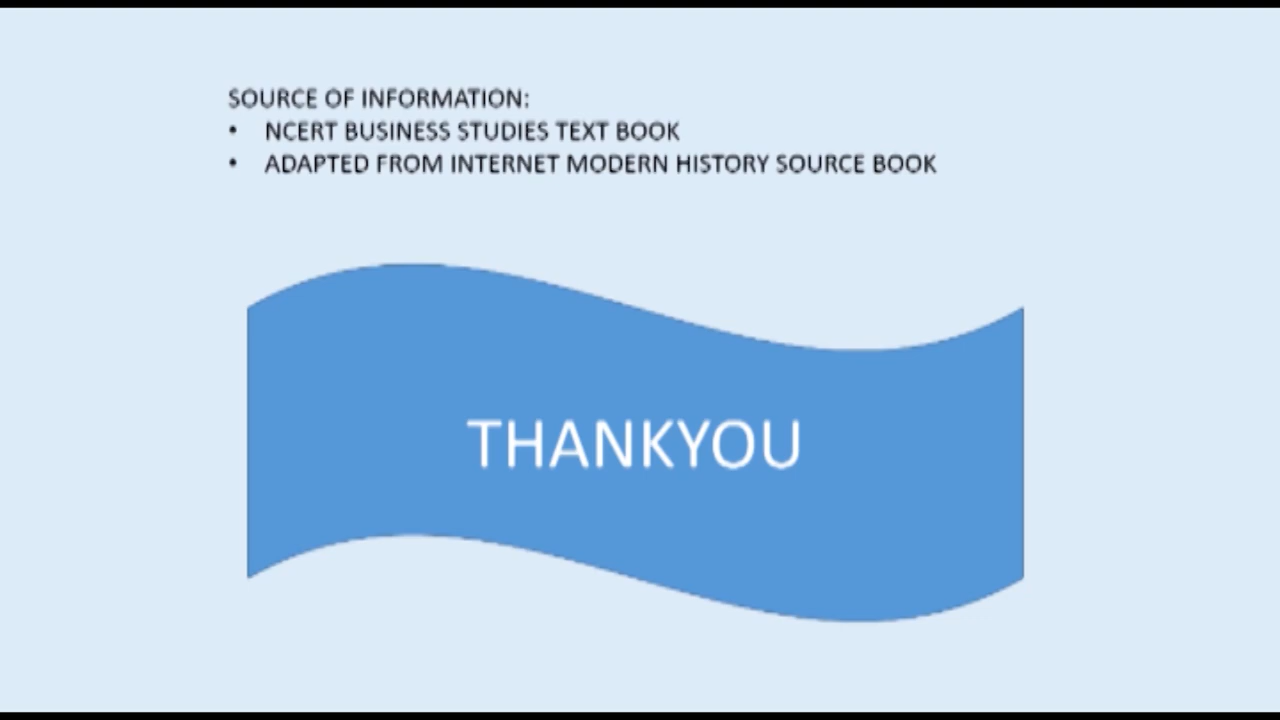 SOURCE OF INFORMATION:
• NCERT BUSINESS STUDIES TEXT BOOK
• ADAPTED FROM INTERNET MODERN HISTORY SOURCE BOOK
THANKYOU